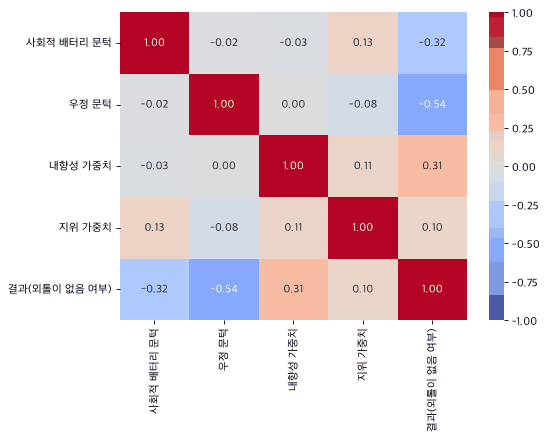 사회적 배터리 문턱 1.00 -0.02 -0.03 0.13 -0.32
우정 문턱 -0.02 1.00 0.00 -0.08 -0.54
내향성 가중치 -0.03 0.00 1.00 0.11 0.31
지위 가중치 0.13 -0.08 0.11 1.00 0.10
결과(외톨이 없음 여부) -0.32 -0.54 0.31 0.10 1.00
사회적 배터리 문턱
우정 문턱
내향성 가중치
지위 가중치
결과(외톨이 없음 여부)
1.00
0.75
0.50
0.25
0.00
-0.25
-0.50
-0.75
-1.00